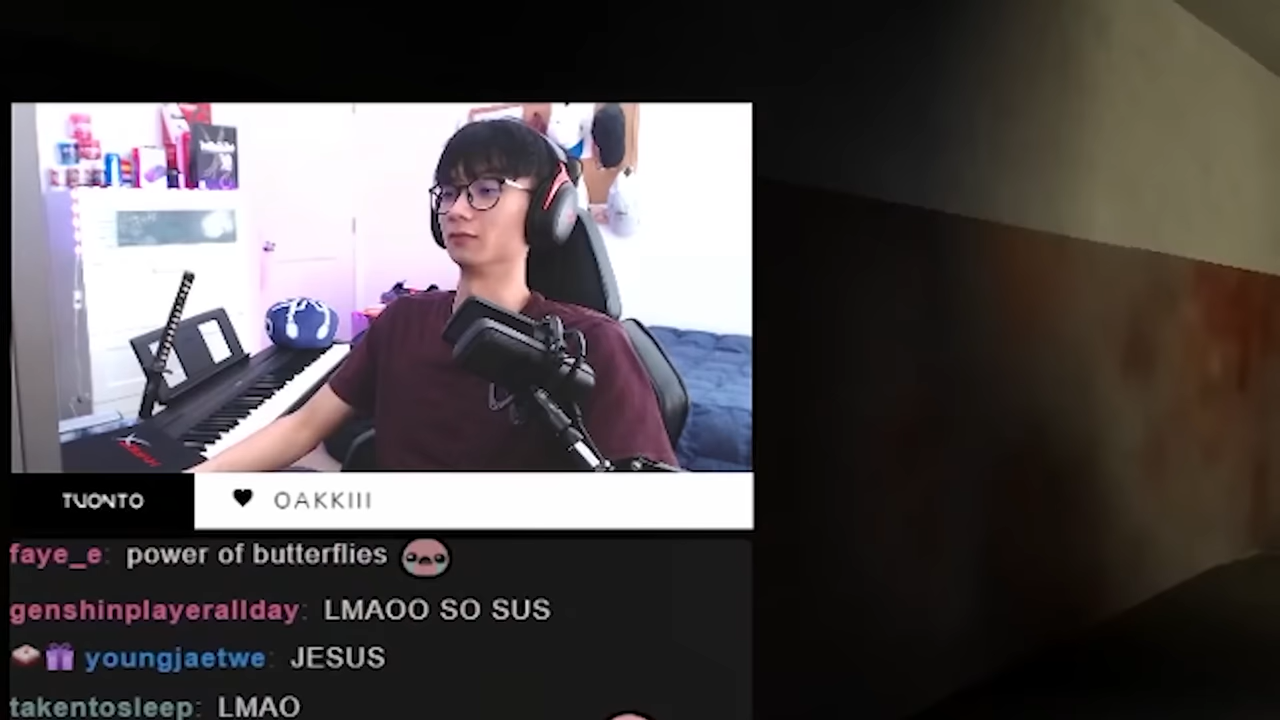 TUONTO
♥ OAKKIII
faye_e: power of butterflies
genshinplayerallday: LMAOO SO SUS
youngjaetwe: JESUS
takentosleep: LMAO